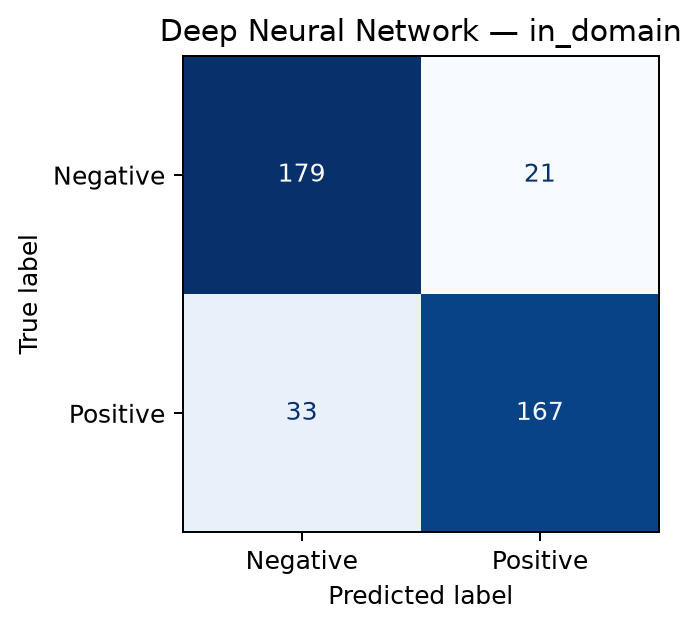 Deep Neural Network — in_domain
True label
Negative
179
21
Positive
33
167
Negative
Positive
Predicted label